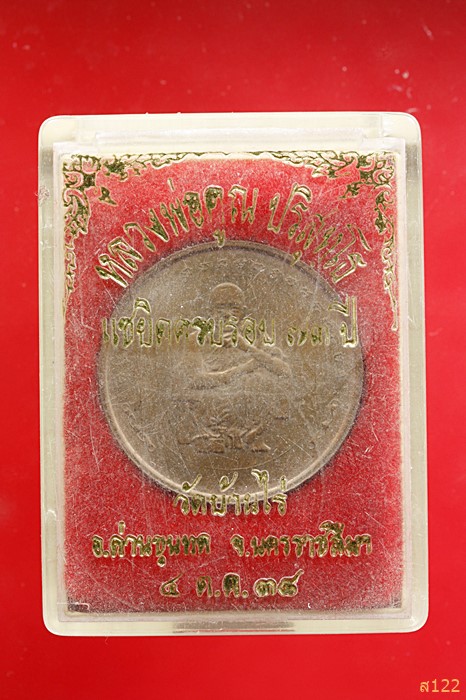 หลวงพ่อคูณ ปริสุทโธ
แซยิดครบรอบ ๗๓ ปี
วัดบ้านไร่
อ.ด่านขุนทด จ.นครราชสีมา
๔ ต.ค.๓๘
ส122